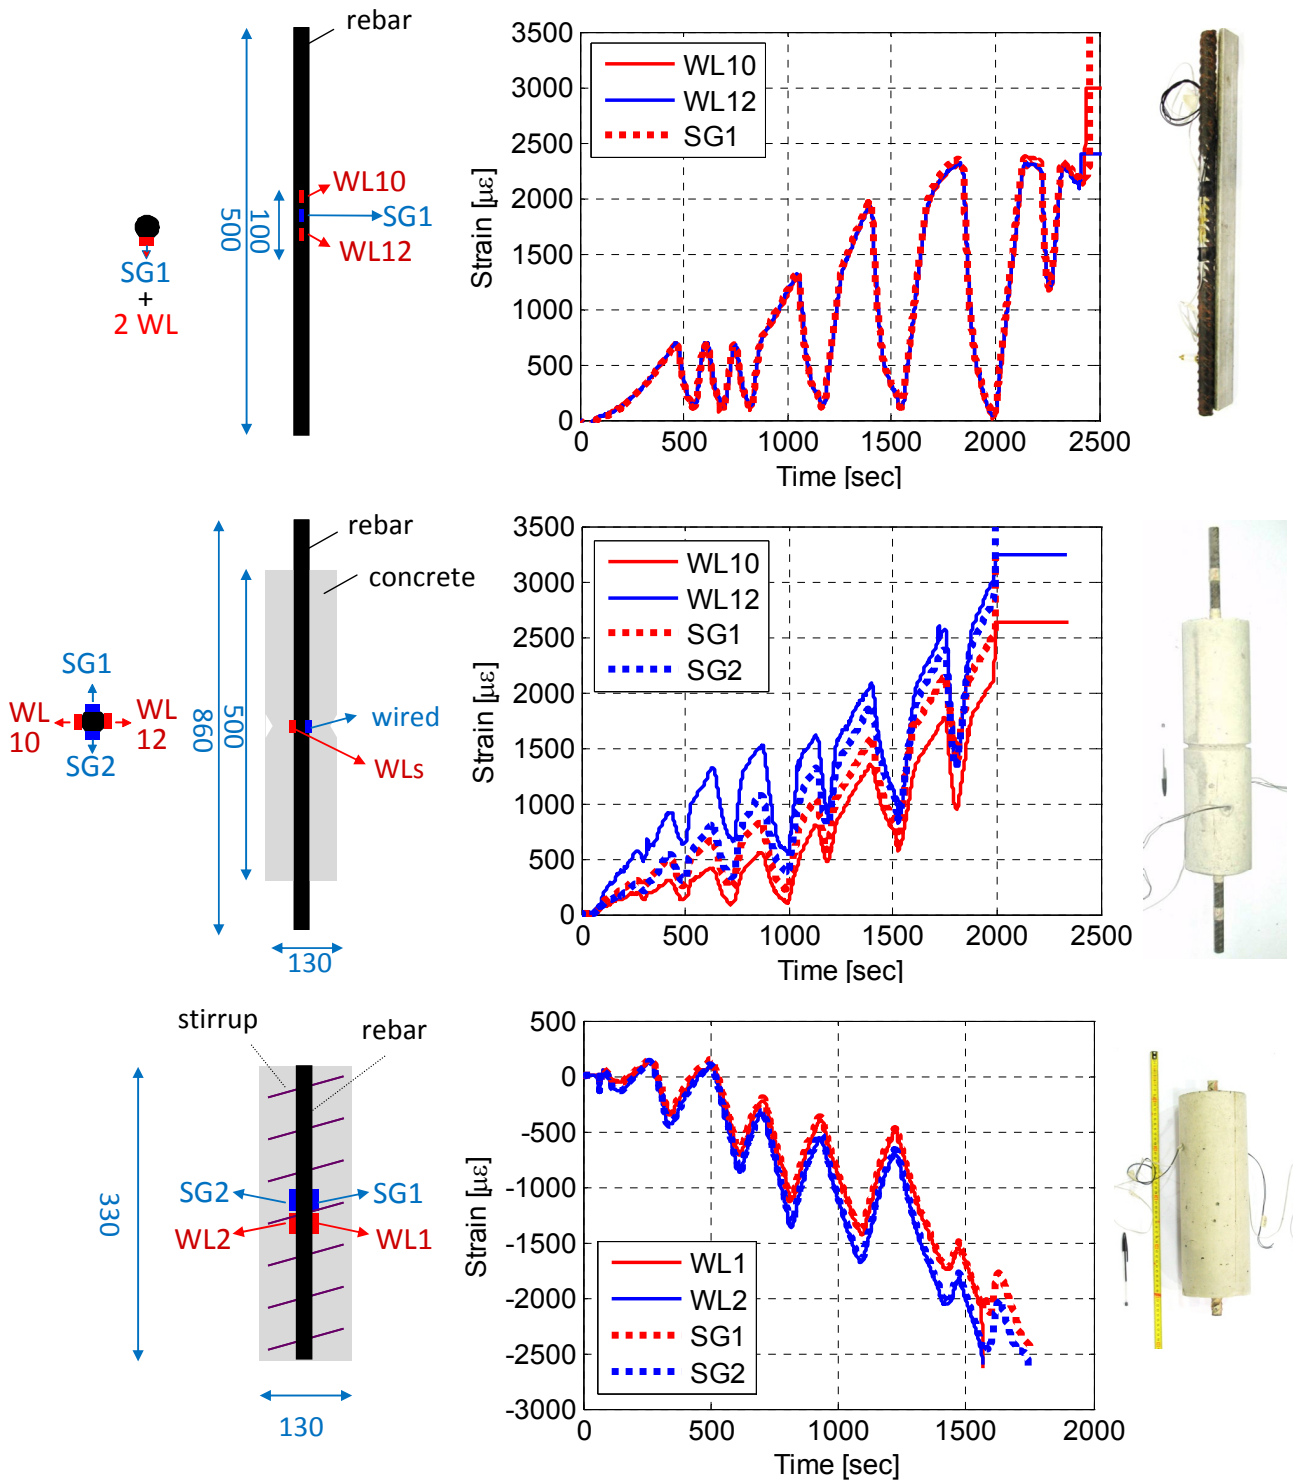 rebar
WL10
SG1
WL12
100
500
SG1
+
2 WL
3500
3000
2500
2000
1500
1000
500
0
Strain [µε]
WL10
WL12
SG1
0
500
1000
1500
2000
2500
Time [sec]
rebar
concrete
wired
WLs
500
860
130
SG1
WL
10
WL
12
SG2
3500
3000
2500
2000
1500
1000
500
0
Strain [µε]
WL10
WL12
SG1
SG2
0
500
1000
1500
2000
2500
Time [sec]
stirrup
rebar
SG2
SG1
WL2
WL1
330
130
500
0
-500
-1000
-1500
-2000
-2500
-3000
Strain [µε]
WL1
WL2
SG1
SG2
0
500
1000
1500
2000
Time [sec]